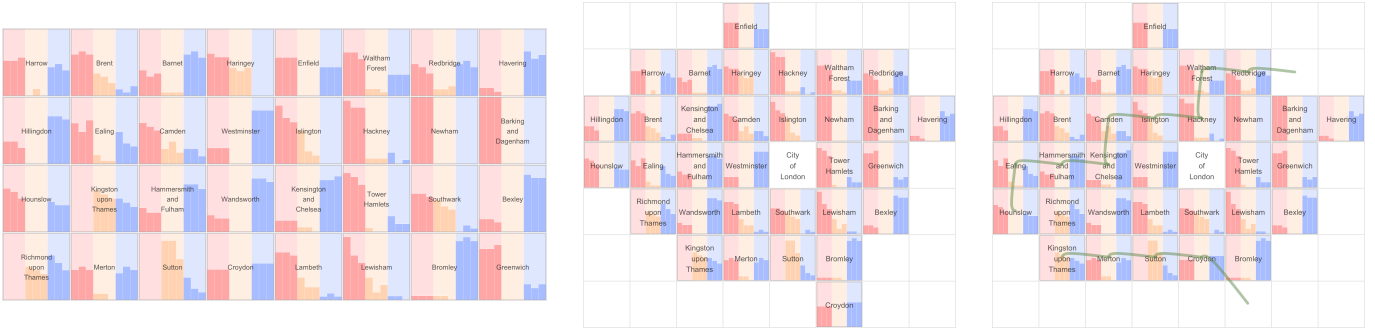 Harrow Brent Barnet Haringey Enfield Waltham Forest Redbridge Havering
Hillingdon Ealing Camden Westminster Islington Hackney Newham Barking and Dagenham
Hounslow Kingston upon Thames Hammersmith and Fulham Wandsworth Kensington and Chelsea Tower Hamlets Southwark Bexley
Richmond upon Thames Merton Sutton Croydon Lambeth Lewisham Bromley Greenwich
Enfield
Harrow Barnet Haringey Hackney Waltham Forest Redbridge
Hillingdon Brent Kensington and Chelsea Camden Islington Newham Barking and Dagenham Havering
Hounslow Ealing Hammersmith and Fulham Westminster City of London Tower Hamlets Greenwich
Richmond upon Thames Wandsworth Lambeth Southwark Lewisham Bexley
Kingston upon Thames Merton Sutton Bromley
Croydon
Enfield
Harrow Barnet Haringey Waltham Forest Redbridge
Hillingdon Brent Camden Islington Hackney Newham Barking and Dagenham Havering
Ealing Hammersmith and Fulham Kensington and Chelsea Westminster City of London Tower Hamlets Greenwich
Hounslow Richmond upon Thames Wandsworth Lambeth Southwark Lewisham Bexley
Kingston upon Thames Merton Sutton Croydon Bromley